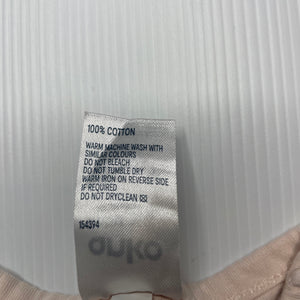 100% COTTON
WARM MACHINE WASH WITH
SIMILAR COLOURS
DO NOT BLEACH
DO NOT TUMBLE DRY
WARM IRON ON REVERSE SIDE
IF REQUIRED
DO NOT DRYCLEAN
154394
anko